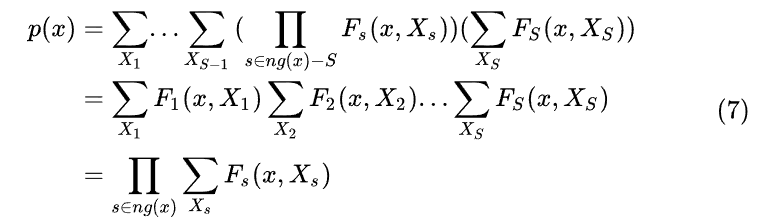 p(x) = ∑_{X_1} … ∑_{X_{S−1}} (∏_{s∈ng(x)−S} F_s(x, X_s))(∑_{X_S} F_S(x, X_S))
= ∑_{X_1} F_1(x, X_1) ∑_{X_2} F_2(x, X_2) … ∑_{X_S} F_S(x, X_S) (7)
= ∏_{s∈ng(x)} ∑_{X_s} F_s(x, X_s)